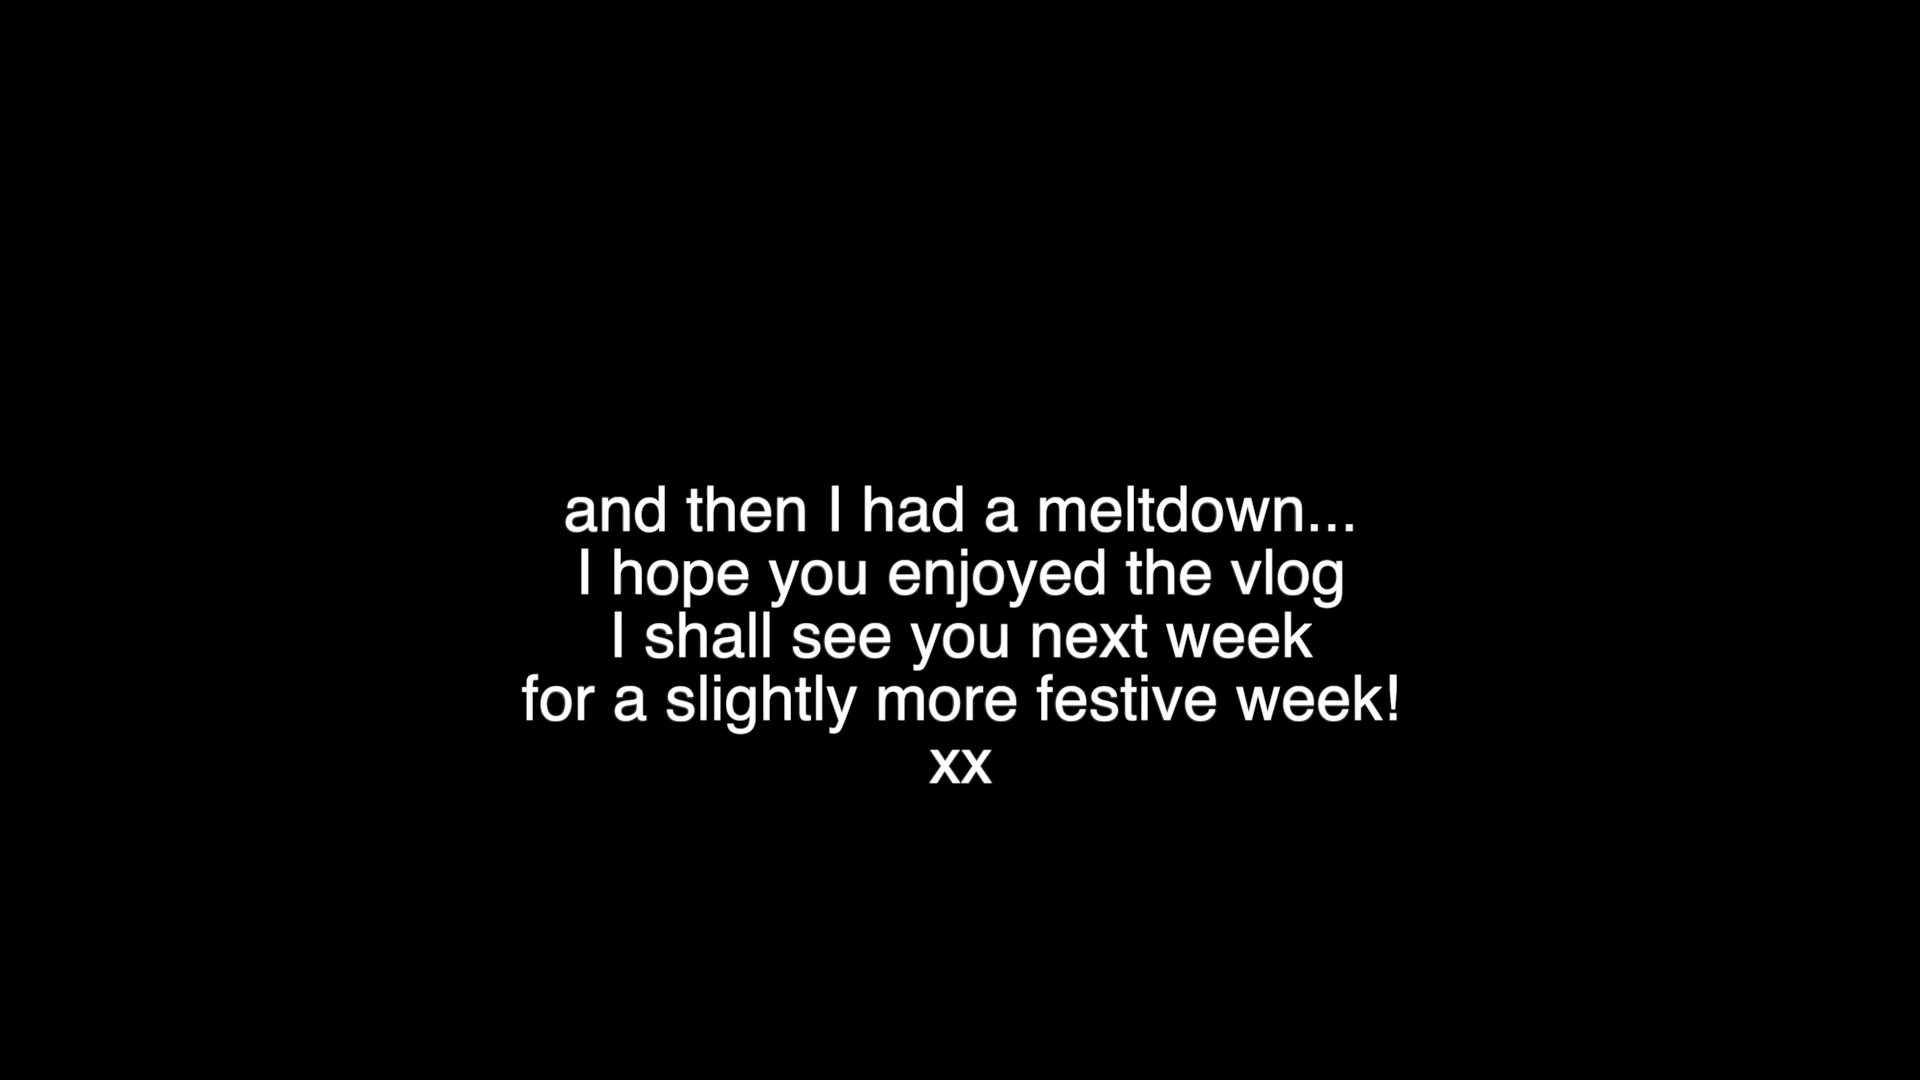 and then I had a meltdown...
I hope you enjoyed the vlog
I shall see you next week
for a slightly more festive week!
xx